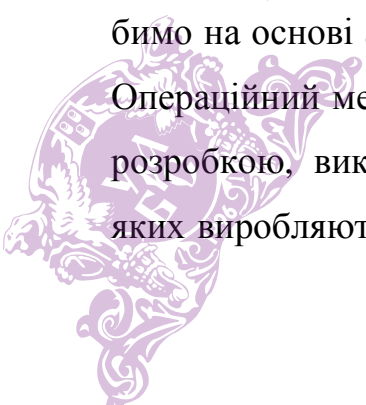 бимо на основі
Операційний ме
розробкою, вик
яких виробляют